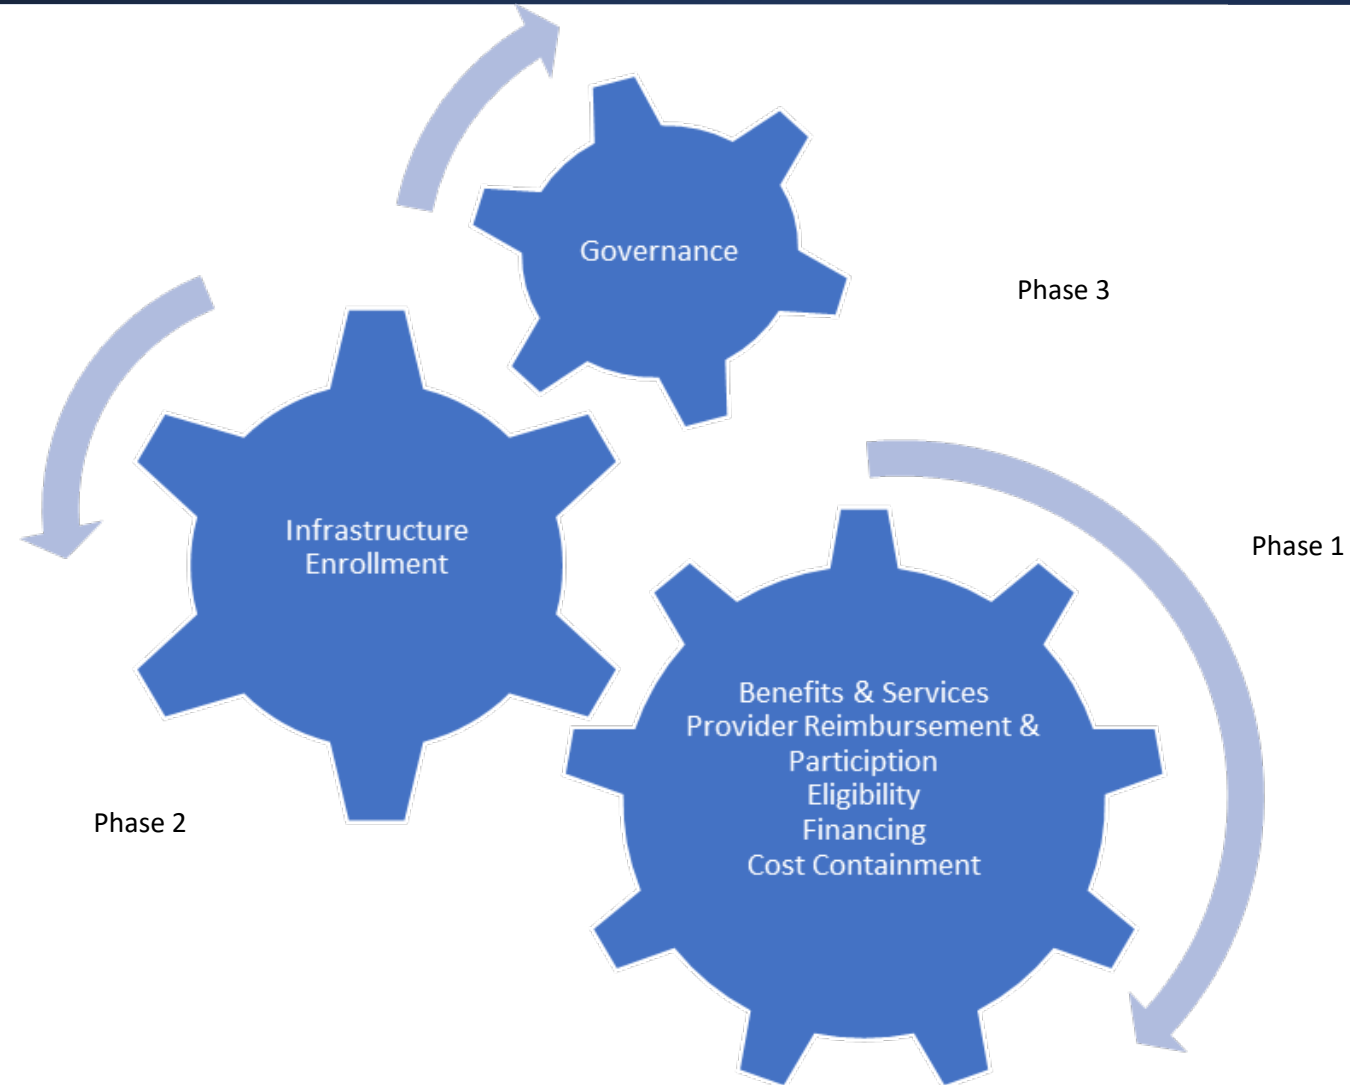 Governance
Phase 3
Infrastructure
Enrollment
Phase 1
Benefits & Services
Provider Reimbursement &
Particiption
Eligibility
Financing
Cost Containment
Phase 2